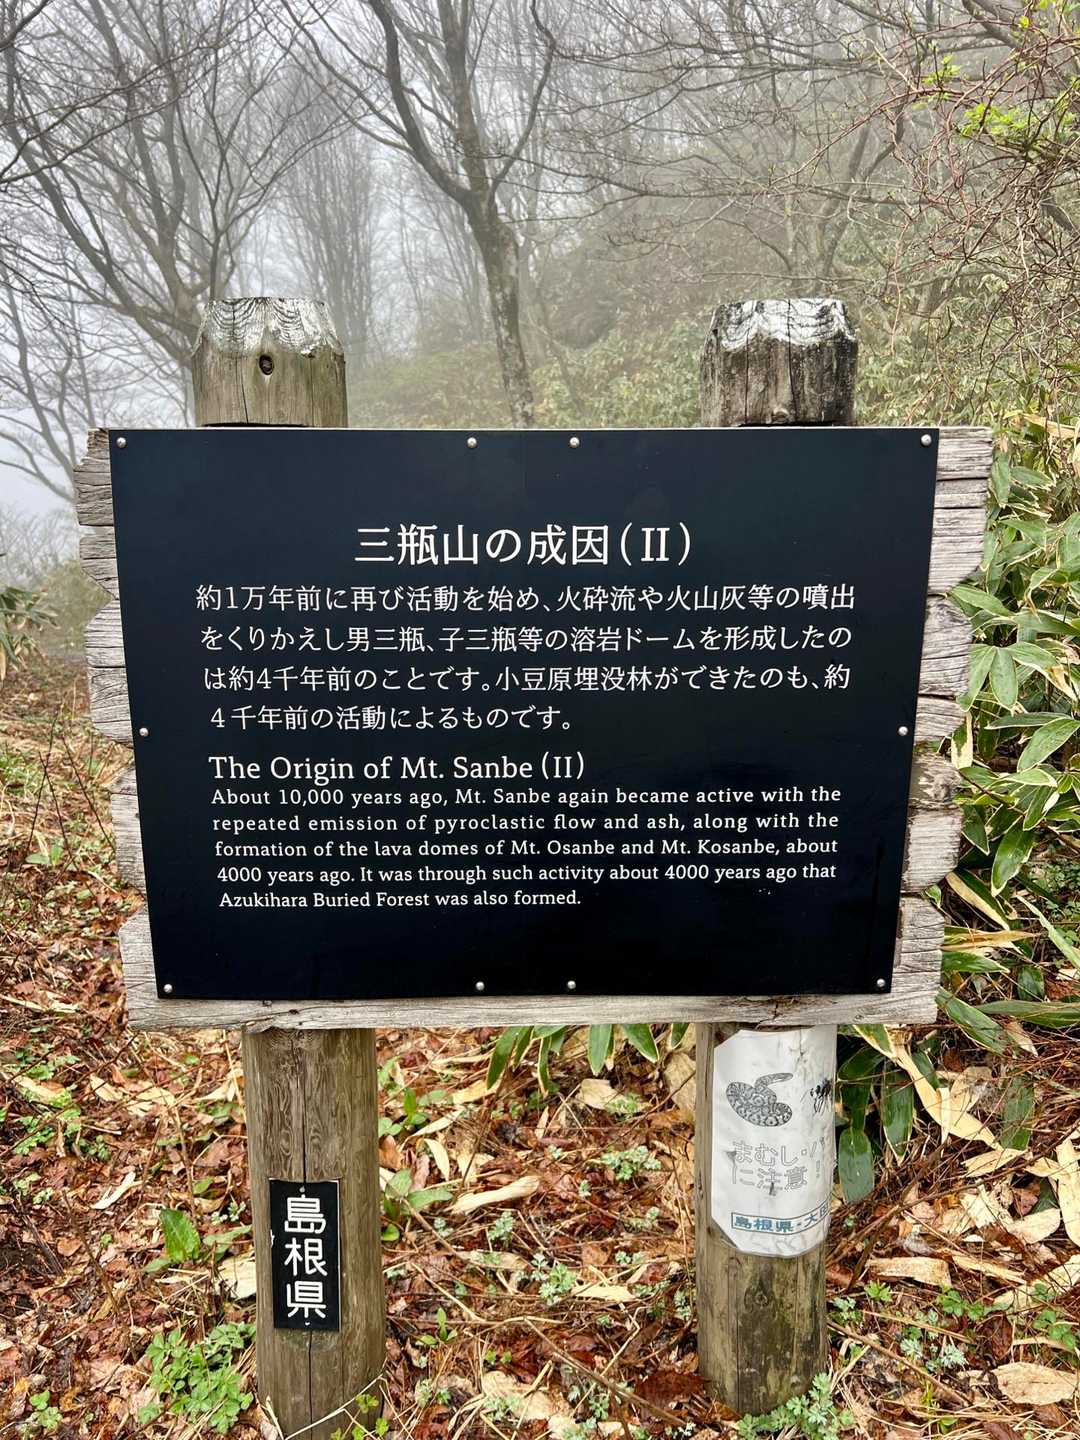 三瓶山の成因(Ⅱ)
約1万年前に再び活動を始め、火砕流や火山灰等の噴出
をくりかえし男三瓶、子三瓶等の溶岩ドームを形成したの
は約4千年前のことです。小豆原埋没林ができたのも、約
4千年前の活動によるものです。
The Origin of Mt. Sanbe (II)
About 10,000 years ago, Mt. Sanbe again became active with the
repeated emission of pyroclastic flow and ash, along with the
formation of the lava domes of Mt. Osanbe and Mt. Kosanbe, about
4000 years ago. It was through such activity about 4000 years ago that
Azukihara Buried Forest was also formed.
島根県
まむし・ハ
に注意!
島根県・大田